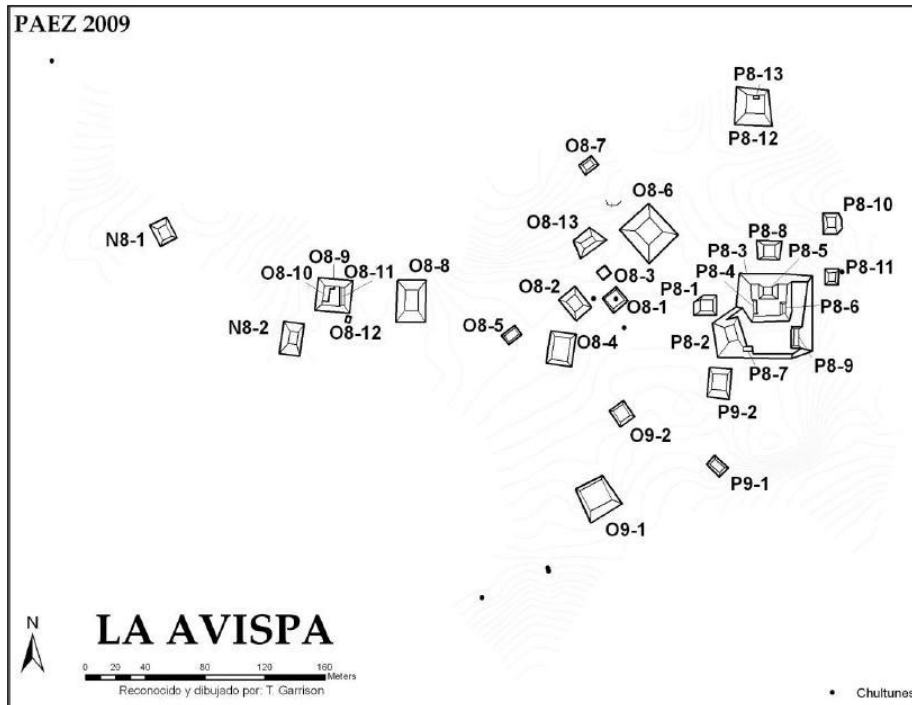 PAEZ 2009
P8-13
P8-12
O8-7
O8-6
P8-10
N8-1
O8-13
P8-8
O8-9
P8-3
P8-5
O8-10
O8-11
O8-8
O8-3
P8-4
P8-11
O8-2
P8-1
O8-1
P8-6
N8-2
O8-12
O8-5
O8-4
P8-2
P8-9
P8-7
P9-2
O9-2
P9-1
O9-1
N
LA AVISPA
0 20 40 80 120 160
Meters
Reconocido y dibujado por: T. Garrison
Chultunes